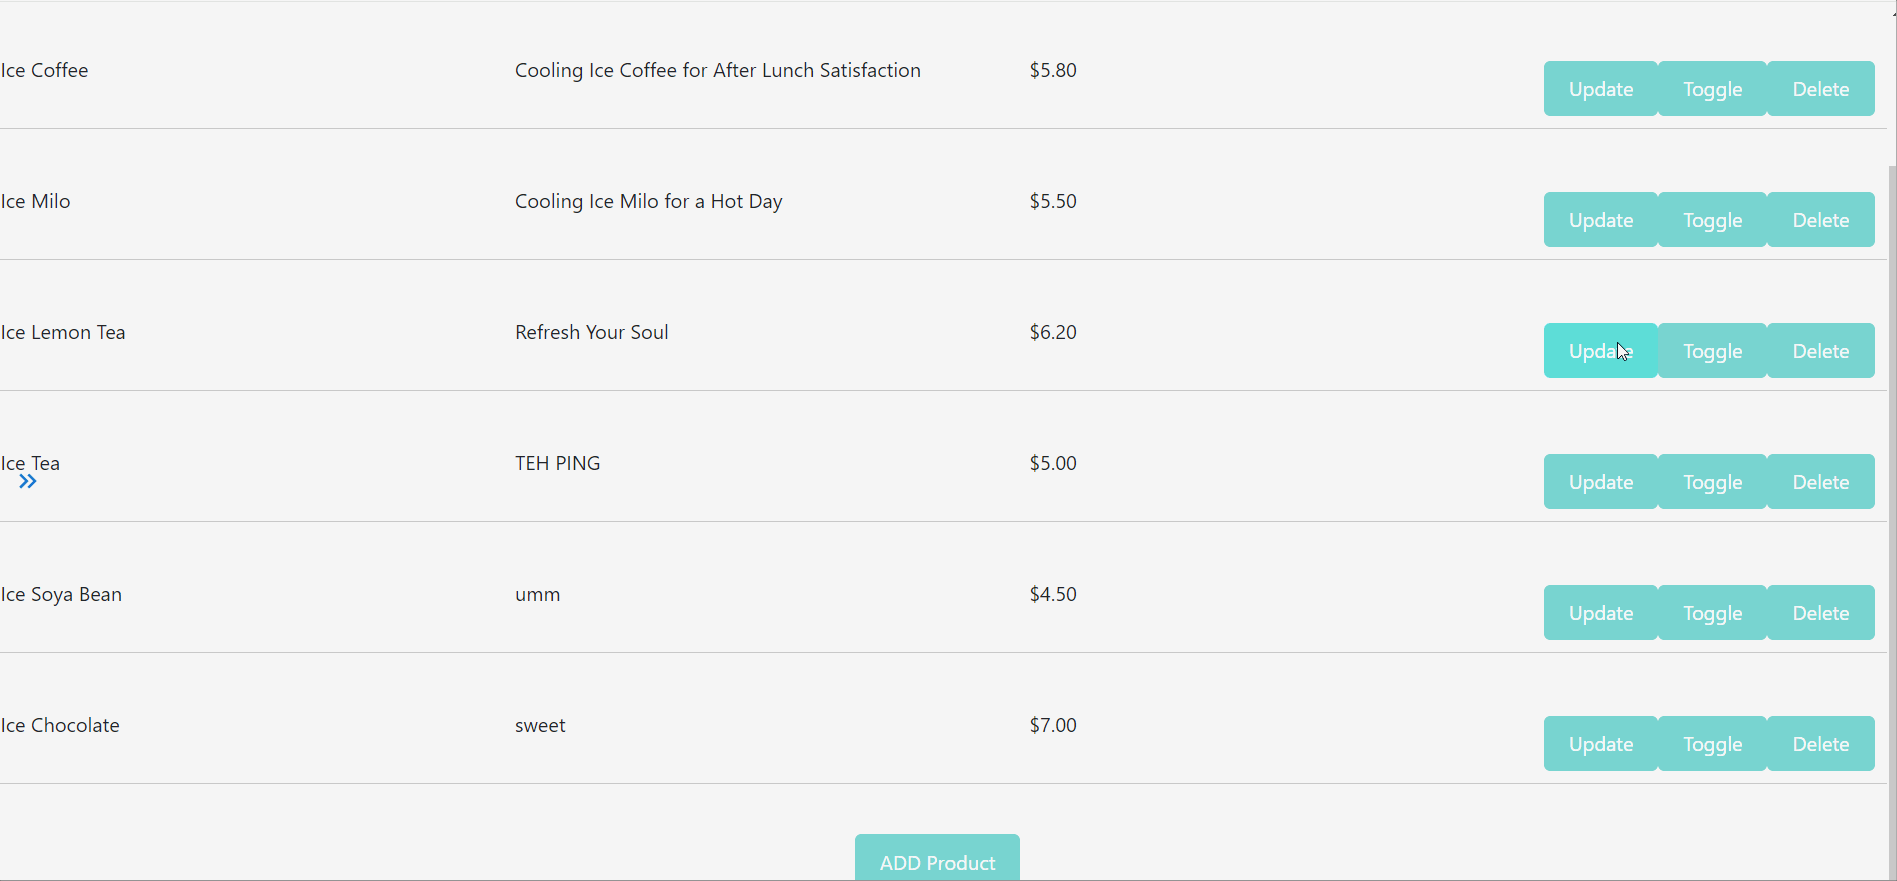 Ice Coffee Cooling Ice Coffee for After Lunch Satisfaction $5.80 Update Toggle Delete
Ice Milo Cooling Ice Milo for a Hot Day $5.50 Update Toggle Delete
Ice Lemon Tea Refresh Your Soul $6.20 Update Toggle Delete
Ice Tea TEH PING $5.00 Update Toggle Delete
Ice Soya Bean umm $4.50 Update Toggle Delete
Ice Chocolate sweet $7.00 Update Toggle Delete
ADD Product